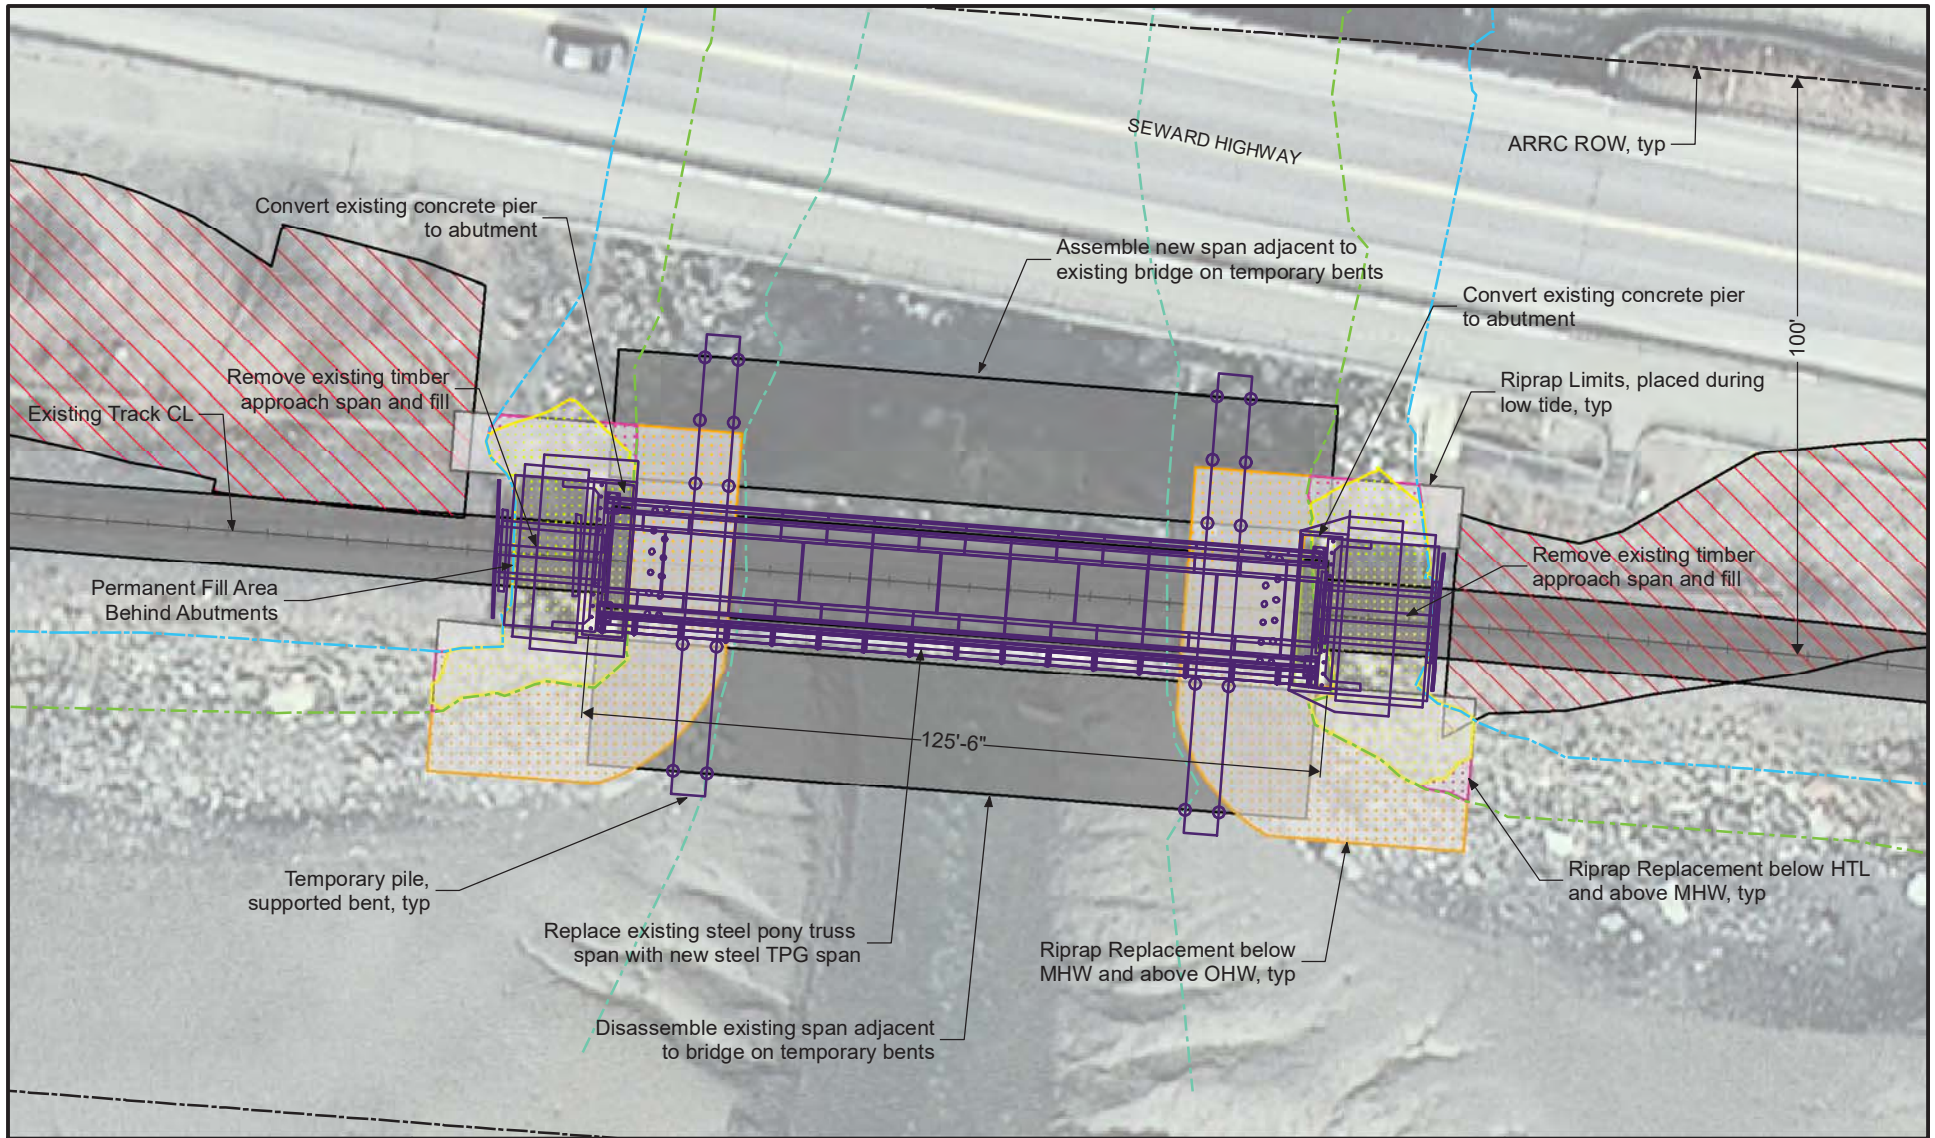 SEWARD HIGHWAY
ARRC ROW, typ
Convert existing concrete pier
to abutment
Assemble new span adjacent to
existing bridge on temporary bents
Convert existing concrete pier
to abutment
100'
Remove existing timber
approach span and fill
Riprap Limits, placed during
low tide, typ
Existing Track CL
Remove existing timber
approach span and fill
Permanent Fill Area
Behind Abutments
125'-6"
Temporary pile,
supported bent, typ
Riprap Replacement below HTL
and above MHW, typ
Replace existing steel pony truss
span with new steel TPG span
Riprap Replacement below
MHW and above OHW, typ
Disassemble existing span adjacent
to bridge on temporary bents